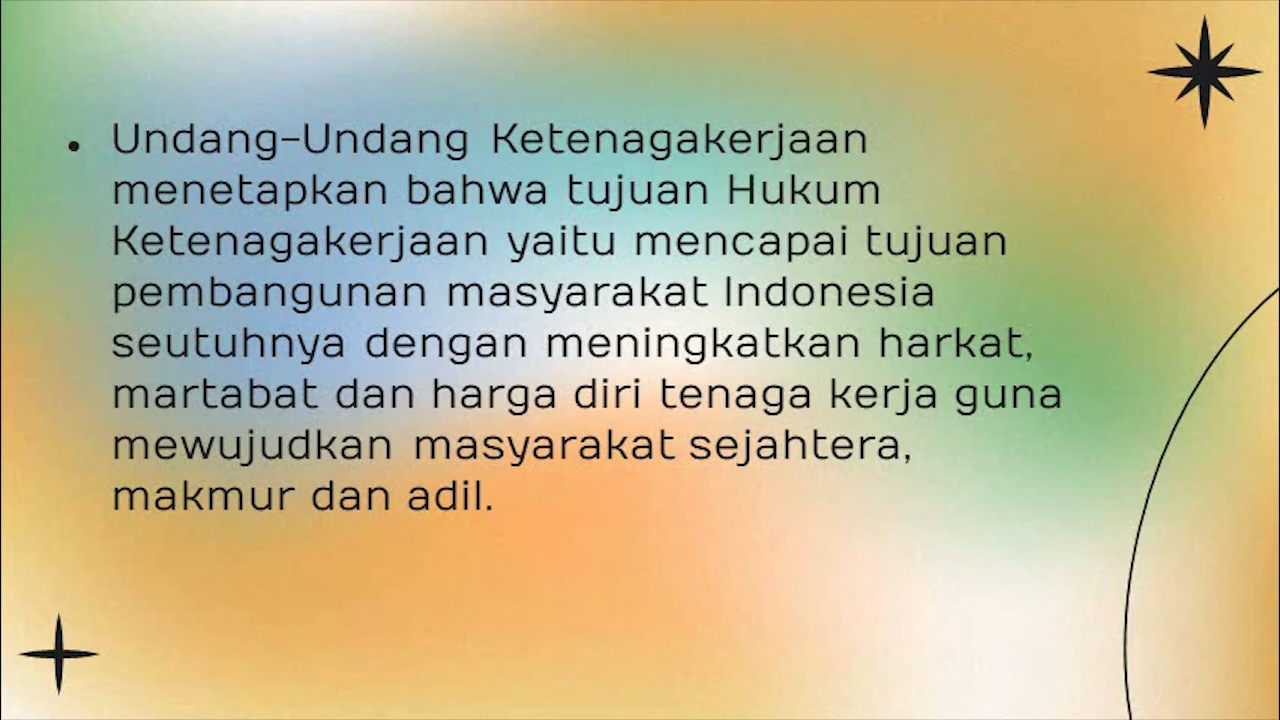 • Undang-Undang Ketenagakerjaan
menetapkan bahwa tujuan Hukum
Ketenagakerjaan yaitu mencapai tujuan
pembangunan masyarakat Indonesia
seutuhnya dengan meningkatkan harkat,
martabat dan harga diri tenaga kerja guna
mewujudkan masyarakat sejahtera,
makmur dan adil.